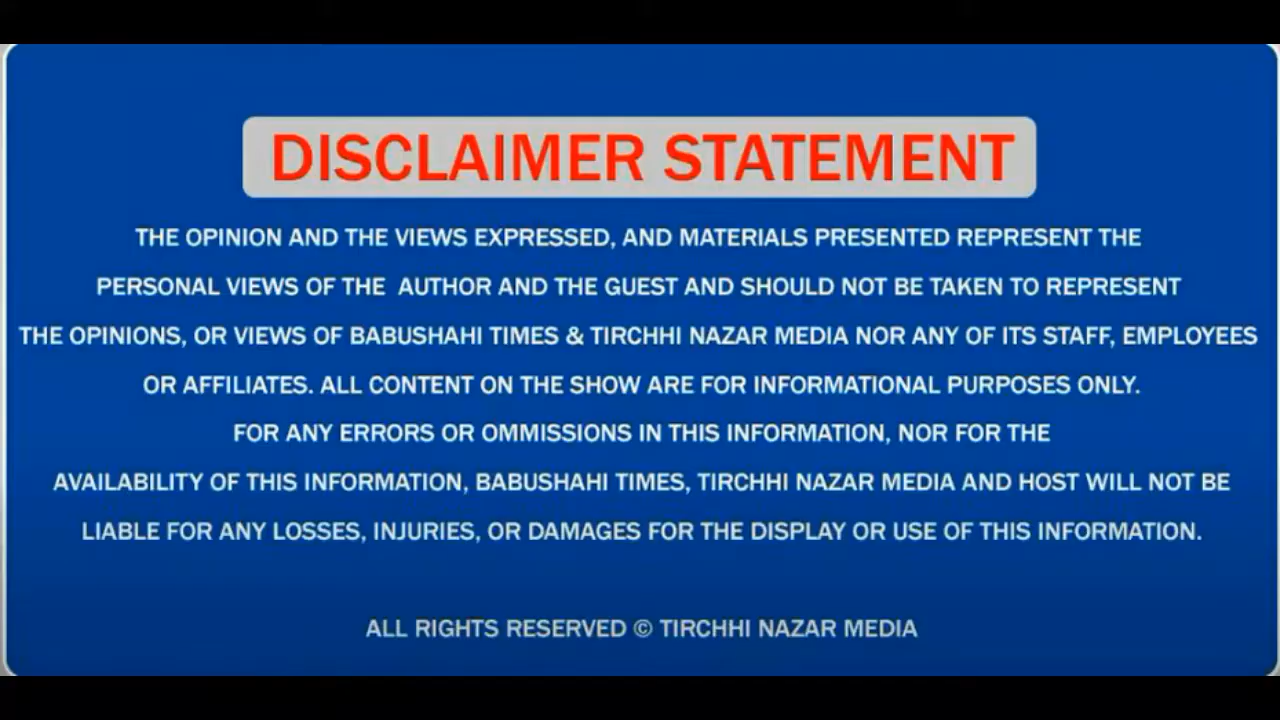 DISCLAIMER STATEMENT
THE OPINION AND THE VIEWS EXPRESSED, AND MATERIALS PRESENTED REPRESENT THE
PERSONAL VIEWS OF THE AUTHOR AND THE GUEST AND SHOULD NOT BE TAKEN TO REPRESENT
THE OPINIONS, OR VIEWS OF BABUSHAHI TIMES & TIRCHHI NAZAR MEDIA NOR ANY OF ITS STAFF, EMPLOYEES
OR AFFILIATES. ALL CONTENT ON THE SHOW ARE FOR INFORMATIONAL PURPOSES ONLY.
FOR ANY ERRORS OR OMMISSIONS IN THIS INFORMATION, NOR FOR THE
AVAILABILITY OF THIS INFORMATION, BABUSHAHI TIMES, TIRCHHI NAZAR MEDIA AND HOST WILL NOT BE
LIABLE FOR ANY LOSSES, INJURIES, OR DAMAGES FOR THE DISPLAY OR USE OF THIS INFORMATION.
ALL RIGHTS RESERVED © TIRCHHI NAZAR MEDIA